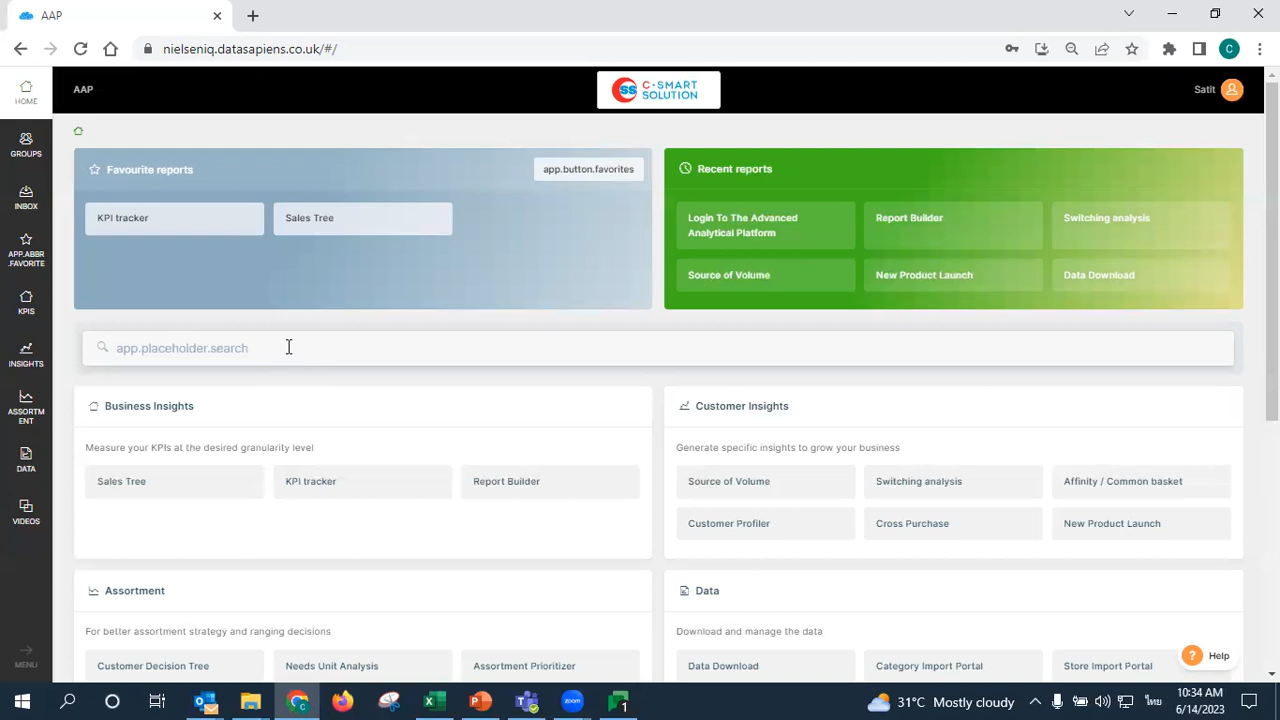 AAP
nielseniq.datasapiens.co.uk/#/
C
HOME
AAP
CSS
C·SMART
SOLUTION
Satit
GROUPS
INBOX
APP.ABBR
.FAVORITE
KPIS
INSIGHTS
ASSORTM
ENT
DATA
VIDEOS
MENU
Favourite reports
app.button.favorites
KPI tracker
Sales Tree
Recent reports
Login To The Advanced
Analytical Platform
Report Builder
Switching analysis
Source of Volume
New Product Launch
Data Download
app.placeholder.search
Business Insights
Measure your KPIs at the desired granularity level
Sales Tree
KPI tracker
Report Builder
Customer Insights
Generate specific insights to grow your business
Source of Volume
Switching analysis
Affinity / Common basket
Customer Profiler
Cross Purchase
New Product Launch
Assortment
For better assortment strategy and ranging decisions
Customer Decision Tree
Needs Unit Analysis
Assortment Prioritizer
Data
Download and manage the data
Data Download
Category Import Portal
Store Import Portal
? Help
31°C Mostly cloudy
ไทย
10:34 AM
6/14/2023
1